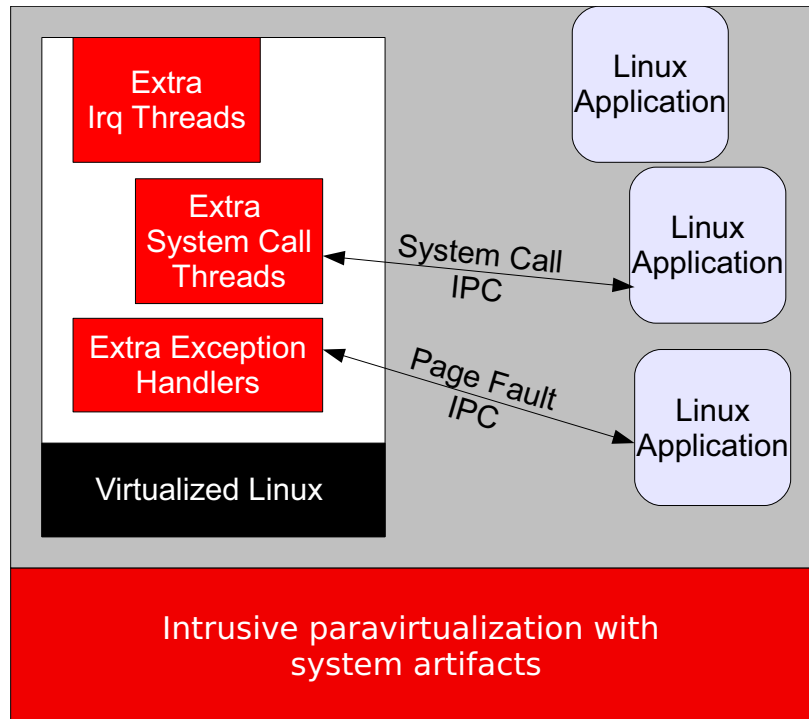 Extra
Irq Threads
Extra
System Call
Threads
Extra Exception
Handlers
Virtualized Linux
System Call
IPC
Page Fault
IPC
Linux
Application
Linux
Application
Linux
Application
Intrusive paravirtualization with
system artifacts